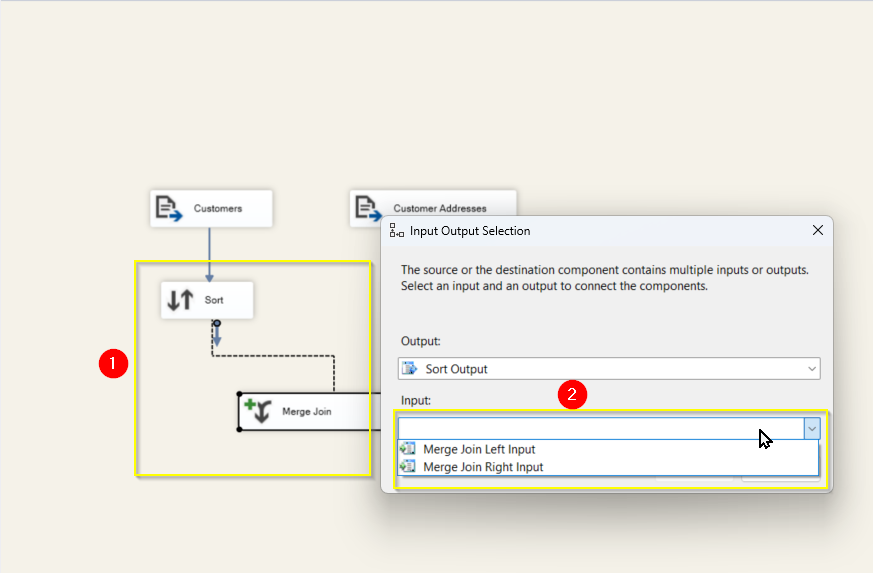 Customers
Customer Addresses
Input Output Selection
The source or the destination component contains multiple inputs or outputs.
Select an input and an output to connect the components.
Sort
1
Output:
Sort Output
2
Input:
Merge Join
Merge Join Left Input
Merge Join Right Input